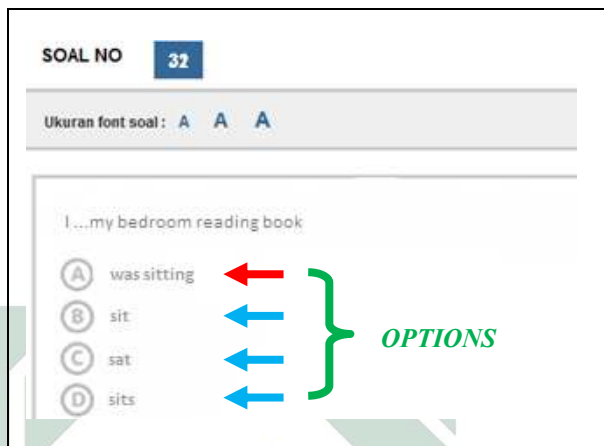 SOAL NO 32
Ukuran font soal : A A A
I ...my bedroom reading book
A was sitting
B sit
C sat
D sits
OPTIONS